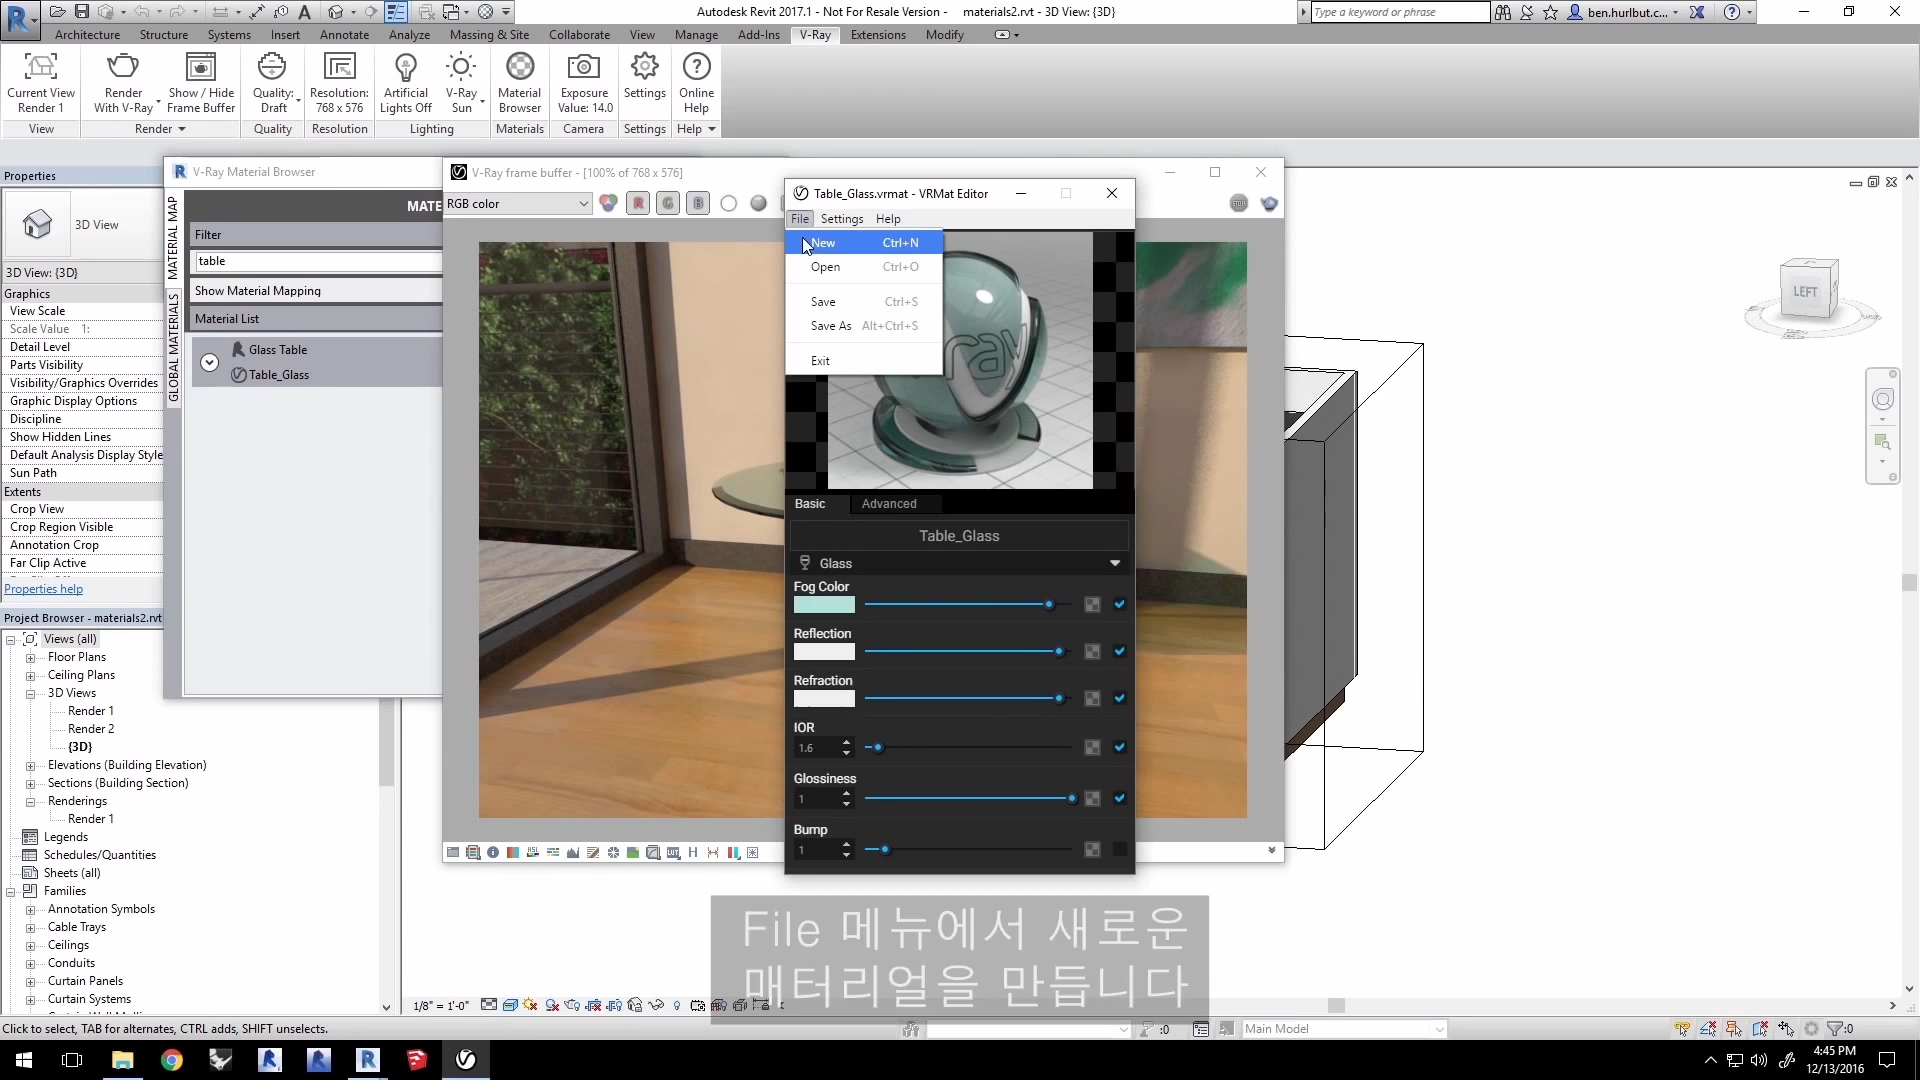 Autodesk Revit 2017.1 - Not For Resale Version - materials2.rvt - 3D View: {3D}
Type a keyword or phrase
ben.hurlbut.c...
Architecture Structure Systems Insert Annotate Analyze Massing & Site Collaborate View Manage Add-Ins V-Ray Extensions Modify
Current View Render 1
Render With V-Ray
Show / Hide Frame Buffer
Quality: Draft
Resolution: 768 x 576
Artificial Lights Off
V-Ray Sun
Material Browser
Exposure Value: 14.0
Settings
Online Help
View Render Quality Resolution Lighting Materials Camera Settings Help
Properties
3D View
3D View: {3D}
Graphics
View Scale
Scale Value 1:
Detail Level
Parts Visibility
Visibility/Graphics Overrides
Graphic Display Options
Discipline
Show Hidden Lines
Default Analysis Display Style
Sun Path
Extents
Crop View
Crop Region Visible
Annotation Crop
Far Clip Active
Properties help
Project Browser - materials2.rvt
Views (all)
Floor Plans
Ceiling Plans
3D Views
Render 1
Render 2
{3D}
Elevations (Building Elevation)
Sections (Building Section)
Renderings
Render 1
Legends
Schedules/Quantities
Sheets (all)
Families
Annotation Symbols
Cable Trays
Ceilings
Conduits
Curtain Panels
Curtain Systems
V-Ray Material Browser
MATERIAL MAP
GLOBAL MATERIALS
MATE
Filter
table
Show Material Mapping
Material List
Glass Table
Table_Glass
V-Ray frame buffer - [100% of 768 x 576]
RGB color
R G B
Table_Glass.vrmat - VRMat Editor
File Settings Help
New Ctrl+N
Open Ctrl+O
Save Ctrl+S
Save As Alt+Ctrl+S
Exit
ray
Basic Advanced
Table_Glass
Glass
Fog Color
Reflection
Refraction
IOR
1.6
Glossiness
1
Bump
1
LEFT
File 메뉴에서 새로운
매터리얼을 만듭니다
1/8" = 1'-0"
Click to select, TAB for alternates, CTRL adds, SHIFT unselects.
:0
Main Model
:0
4:45 PM
12/13/2016